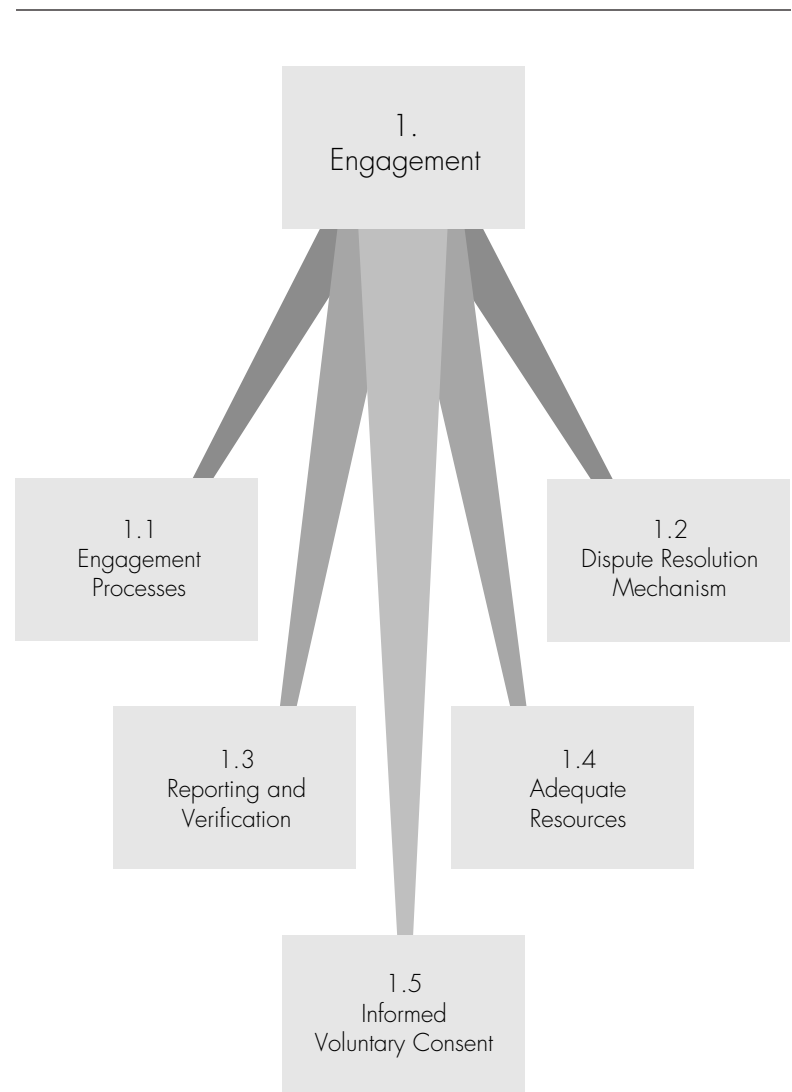 1.
Engagement
1.1
Engagement
Processes
1.2
Dispute Resolution
Mechanism
1.3
Reporting and
Verification
1.4
Adequate
Resources
1.5
Informed
Voluntary Consent